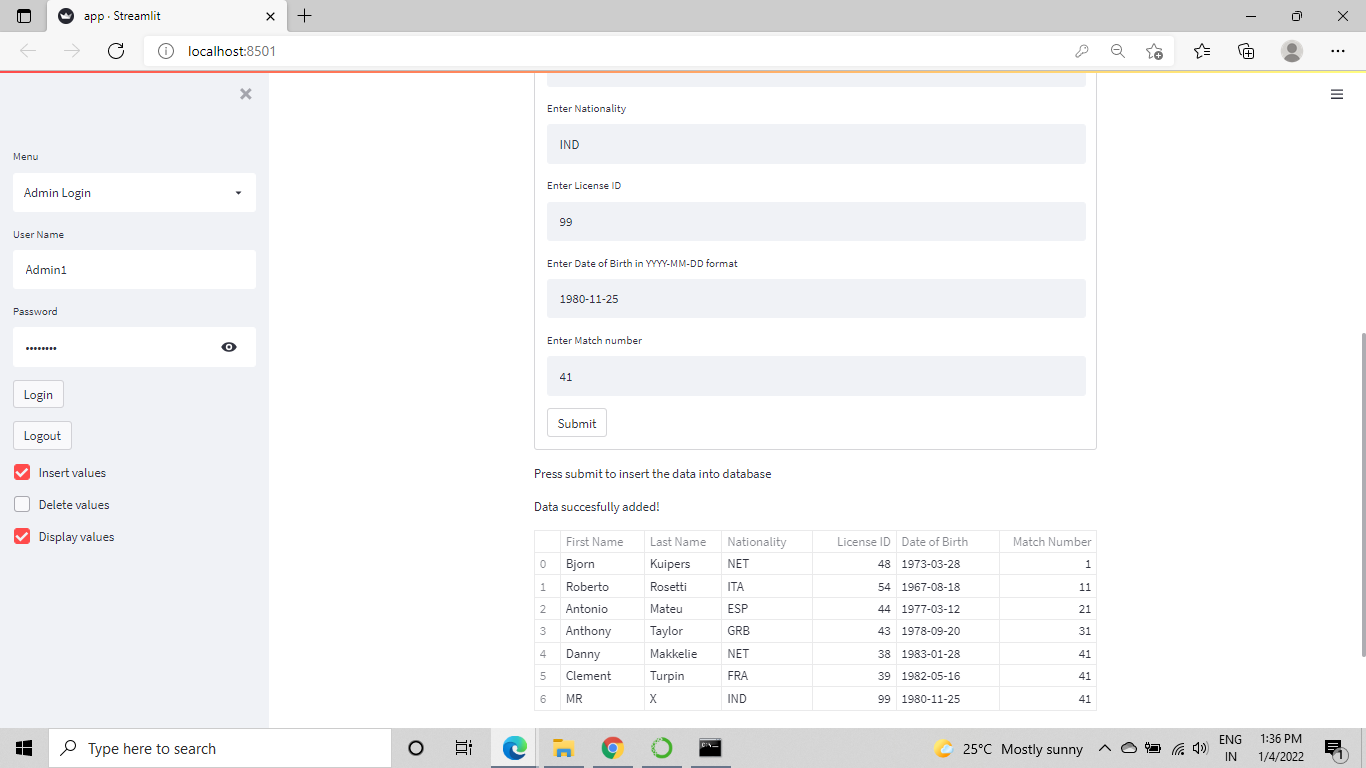 app · Streamlit
localhost:8501
Menu
Admin Login
User Name
Admin1
Password
••••••••
Login
Logout
Insert values
Delete values
Display values
Enter Nationality
IND
Enter License ID
99
Enter Date of Birth in YYYY-MM-DD format
1980-11-25
Enter Match number
41
Submit
Press submit to insert the data into database
Data succesfully added!
First Name Last Name Nationality License ID Date of Birth Match Number
0 Bjorn Kuipers NET 48 1973-03-28 1
1 Roberto Rosetti ITA 54 1967-08-18 11
2 Antonio Mateu ESP 44 1977-03-12 21
3 Anthony Taylor GRB 43 1978-09-20 31
4 Danny Makkelie NET 38 1983-01-28 41
5 Clement Turpin FRA 39 1982-05-16 41
6 MR X IND 99 1980-11-25 41
Type here to search
25°C Mostly sunny
ENG
IN
1:36 PM
1/4/2022
1